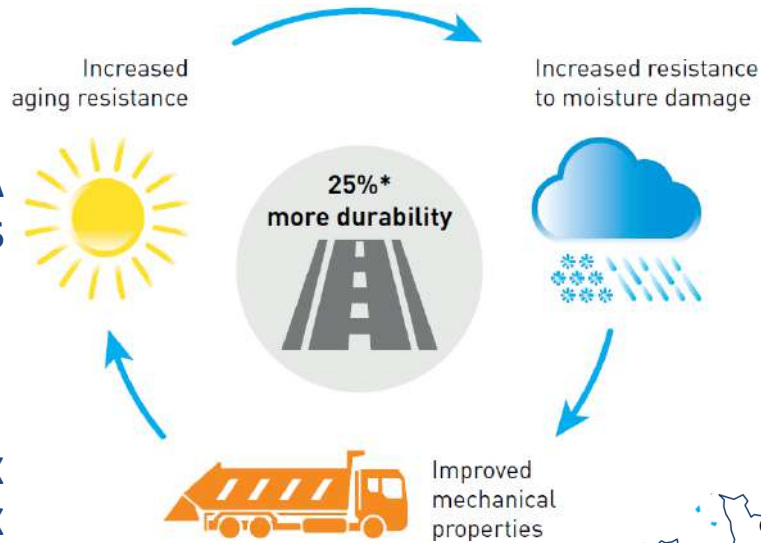 Increased
aging resistance
Increased resistance
to moisture damage
25%*
more durability
Improved
mechanical
properties